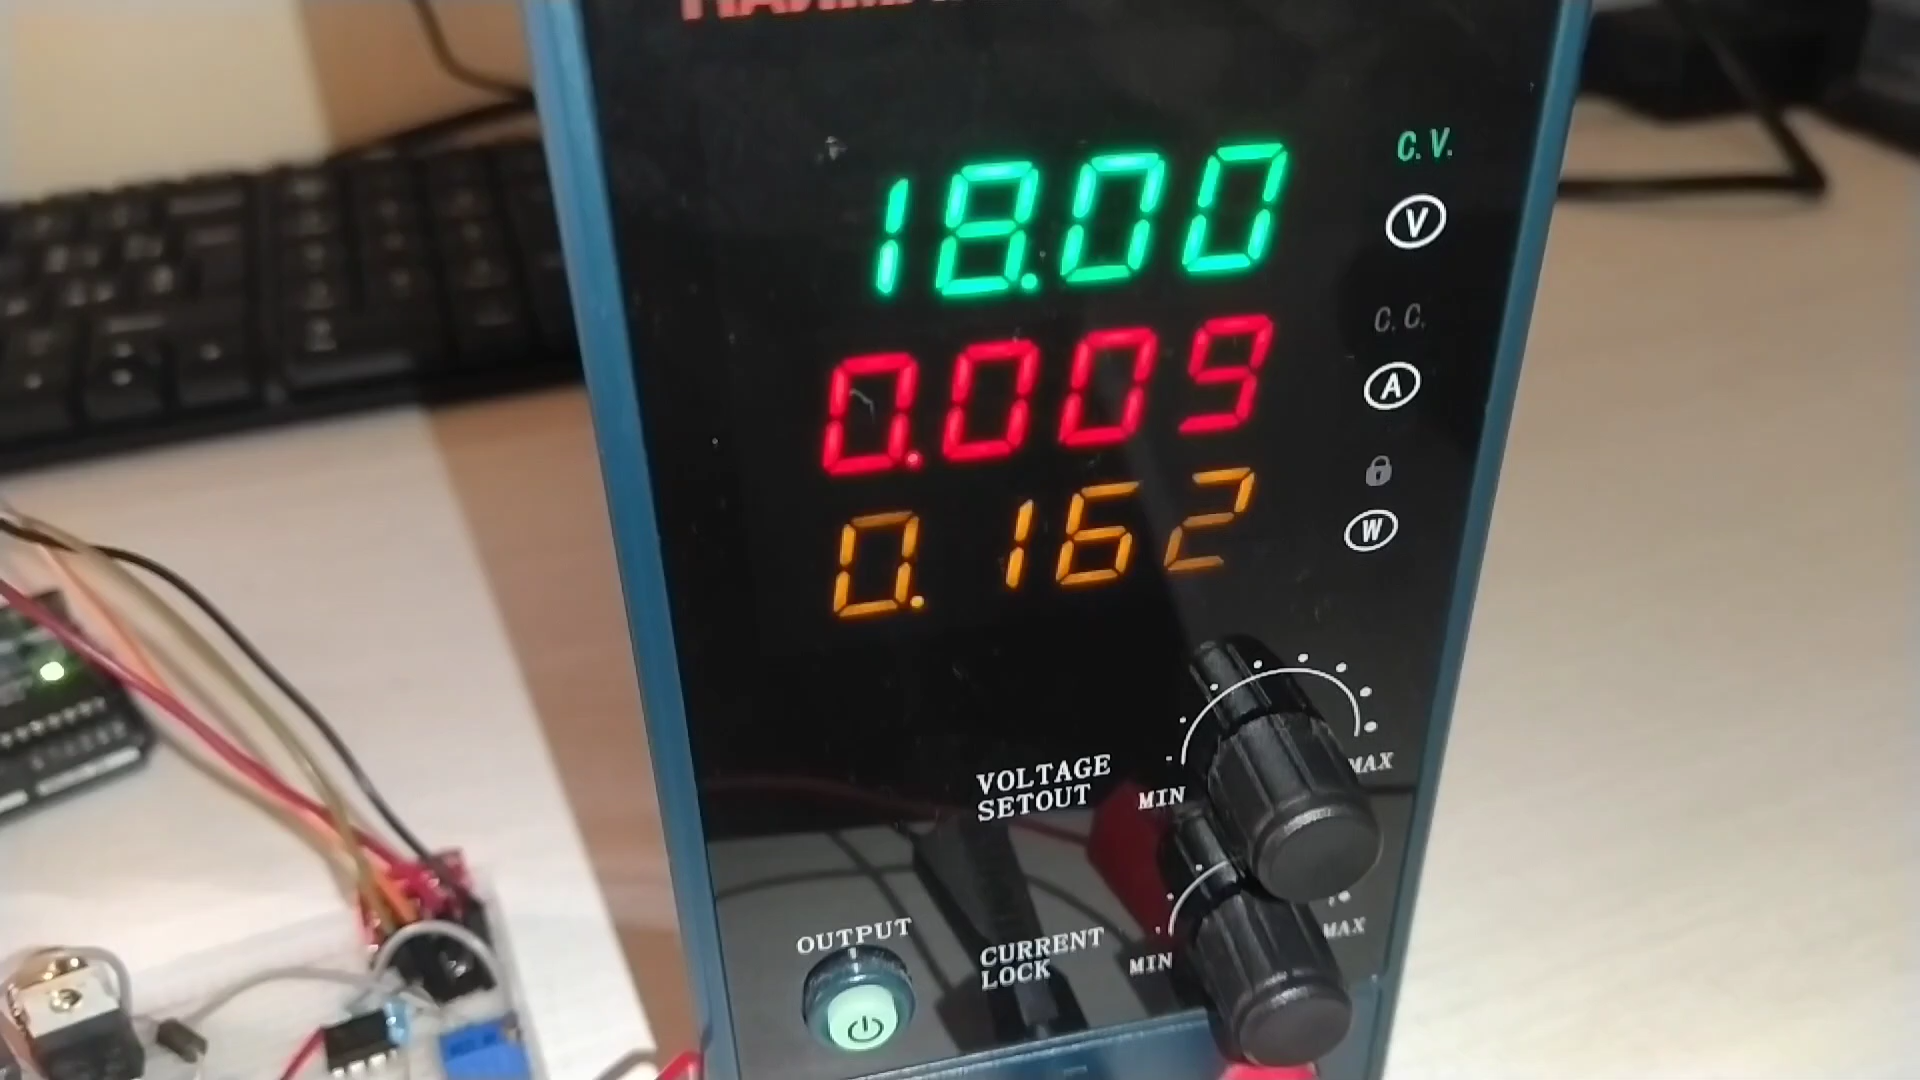 18.00
C.V.
V
0.009
C.C.
A
0.162
W
VOLTAGE
SETOUT
MIN
MAX
OUTPUT
CURRENT
LOCK
MIN
MAX